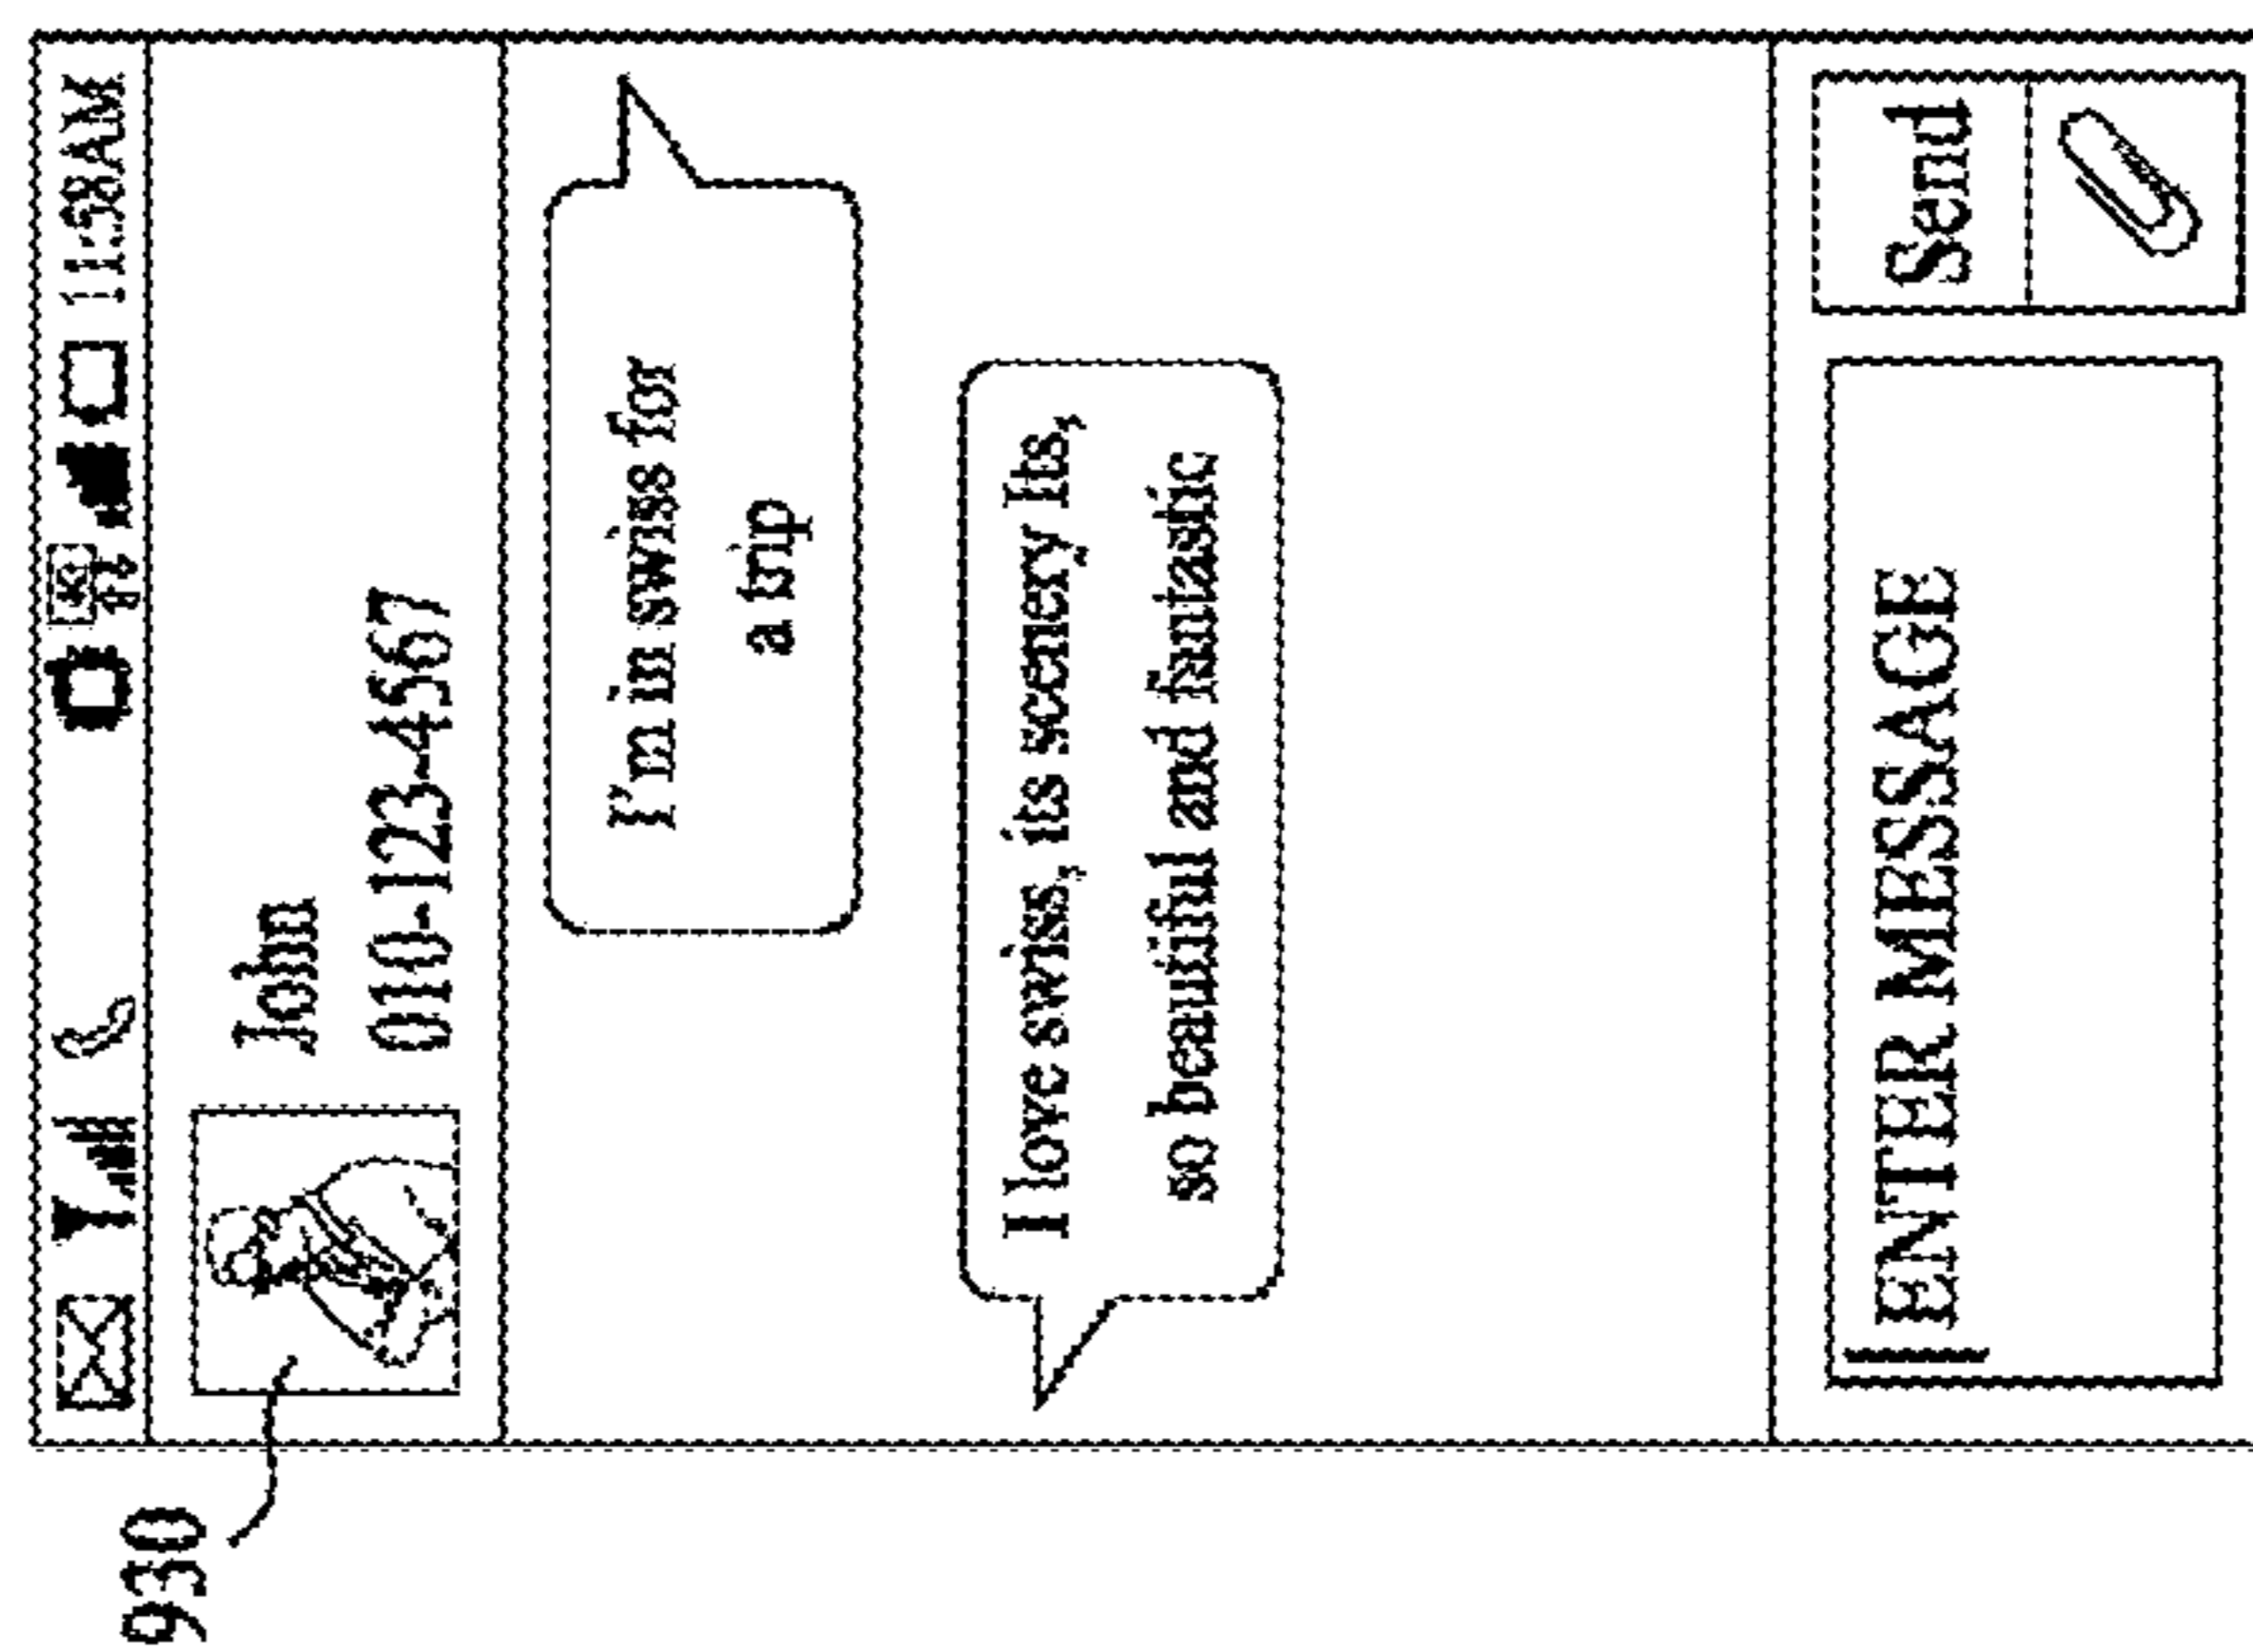 11:58AM
930
John
010-123-4567
I'm in swiss for
a trip
I love swiss, its scenery Its,
so beautiful and fantastic
ENTER MESSAGE
Send